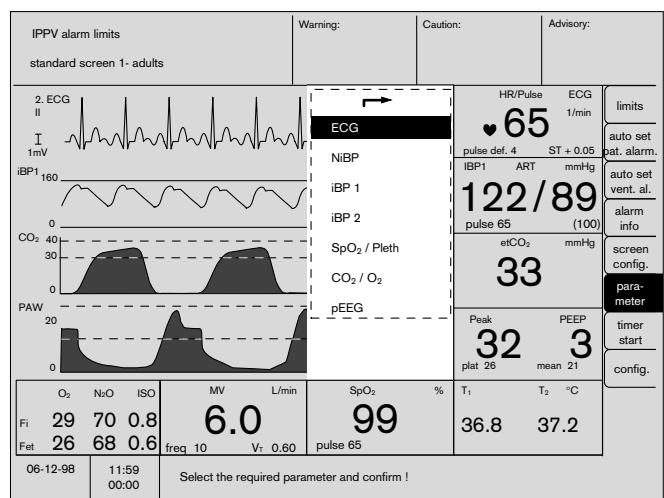 IPPV alarm limits
standard screen 1- adults
Warning:
Caution:
Advisory:
2. ECG
II
1mV
iBP1
160
0
CO₂
40
30
0
PAW
20
0
ECG
NiBP
iBP 1
iBP 2
SpO₂ / Pleth
CO₂ / O₂
pEEG
HR/Pulse ECG
65 1/min
pulse def. 4 ST + 0.05
IBP1 ART mmHg
122/89
pulse 65 (100)
etCO₂ mmHg
33
Peak PEEP
32 3
plat 26 mean 21
limits
auto set
pat. alarm.
auto set
vent. al.
alarm
info
screen
config.
para-
meter
timer
start
config.
O₂ N₂O ISO
Fi 29 70 0.8
Fet 26 68 0.6
MV L/min
6.0
freq 10 VT 0.60
SpO₂ %
99
pulse 65
T₁ T₂ °C
36.8 37.2
06-12-98
11:59
00:00
Select the required parameter and confirm !